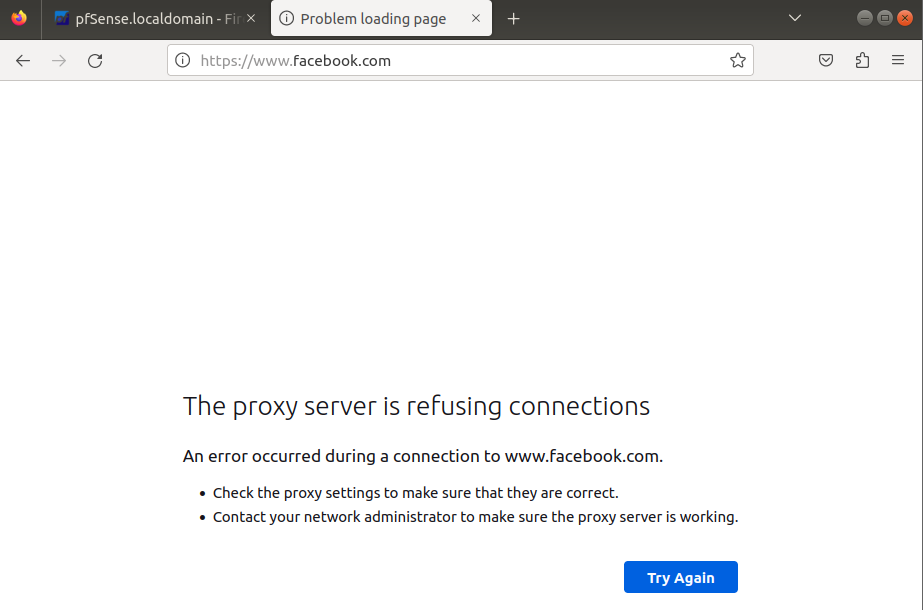 pfSense.localdomain - Fir
Problem loading page
https://www.facebook.com
The proxy server is refusing connections
An error occurred during a connection to www.facebook.com.
• Check the proxy settings to make sure that they are correct.
• Contact your network administrator to make sure the proxy server is working.
Try Again